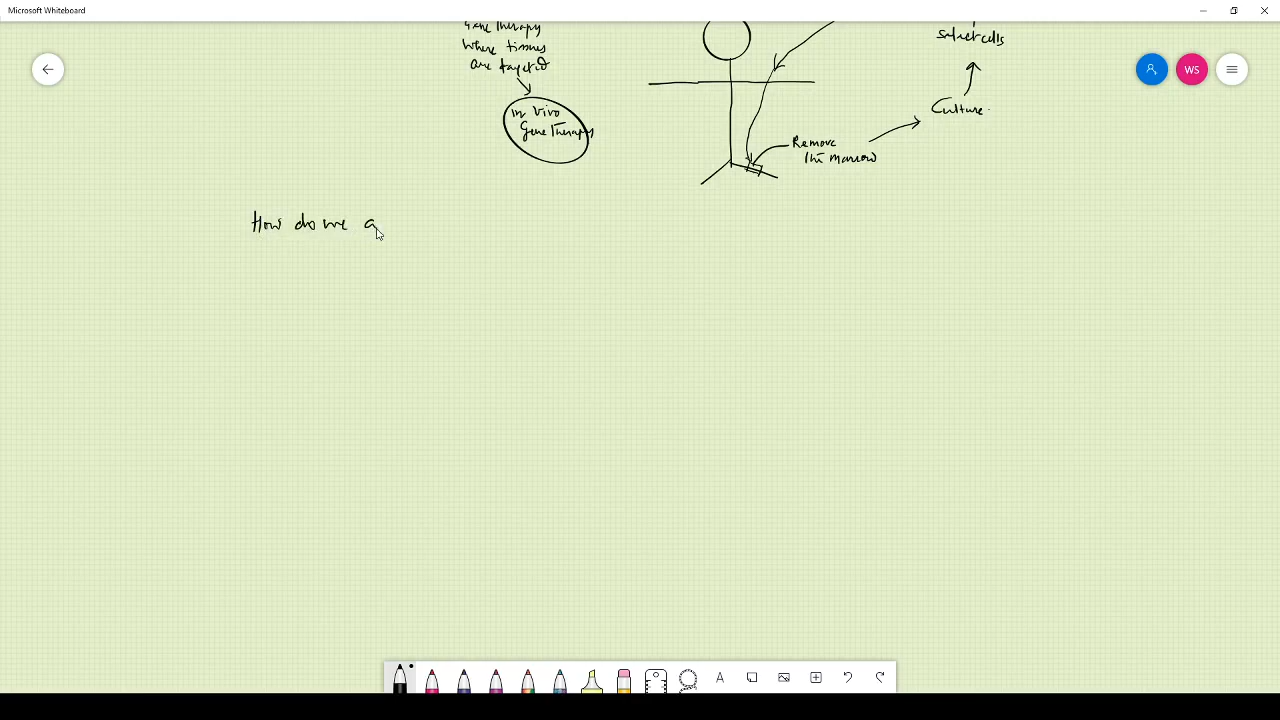 Microsoft Whiteboard
Gene Therapy
Where tissues
are targeted
In Vivo
Gene Therapy
Select cells
Culture
Remove
the marrow
WS
How do we a
A